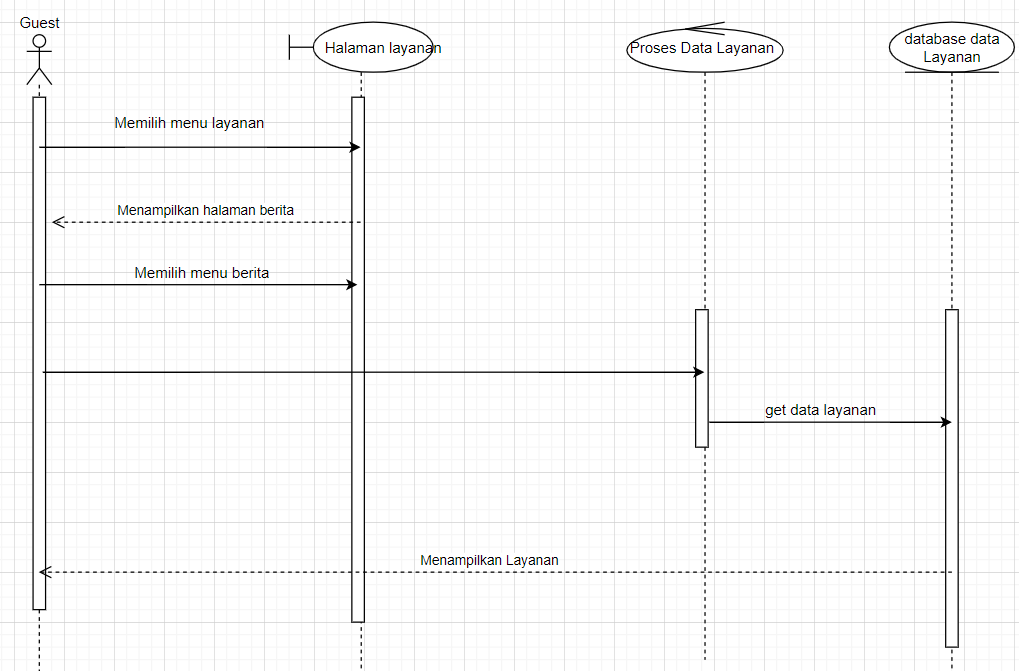 Guest
Halaman layanan
Proses Data Layanan
database data
Layanan
Memilih menu layanan
Menampilkan halaman berita
Memilih menu berita
get data layanan
Menampilkan Layanan